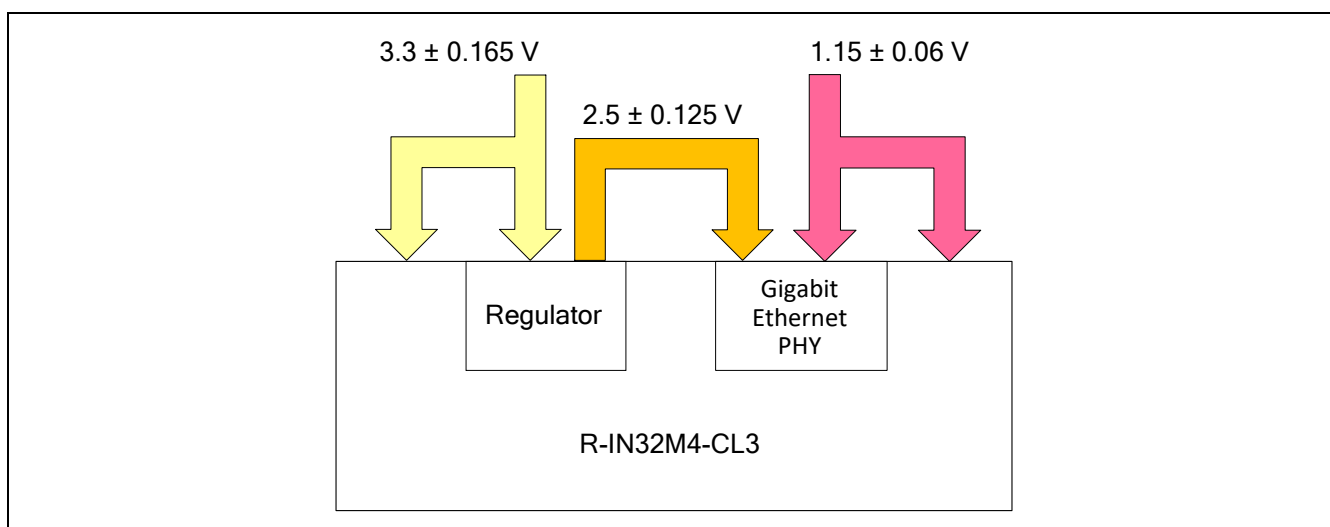 3.3 ± 0.165 V
1.15 ± 0.06 V
2.5 ± 0.125 V
Regulator
Gigabit
Ethernet
PHY
R-IN32M4-CL3